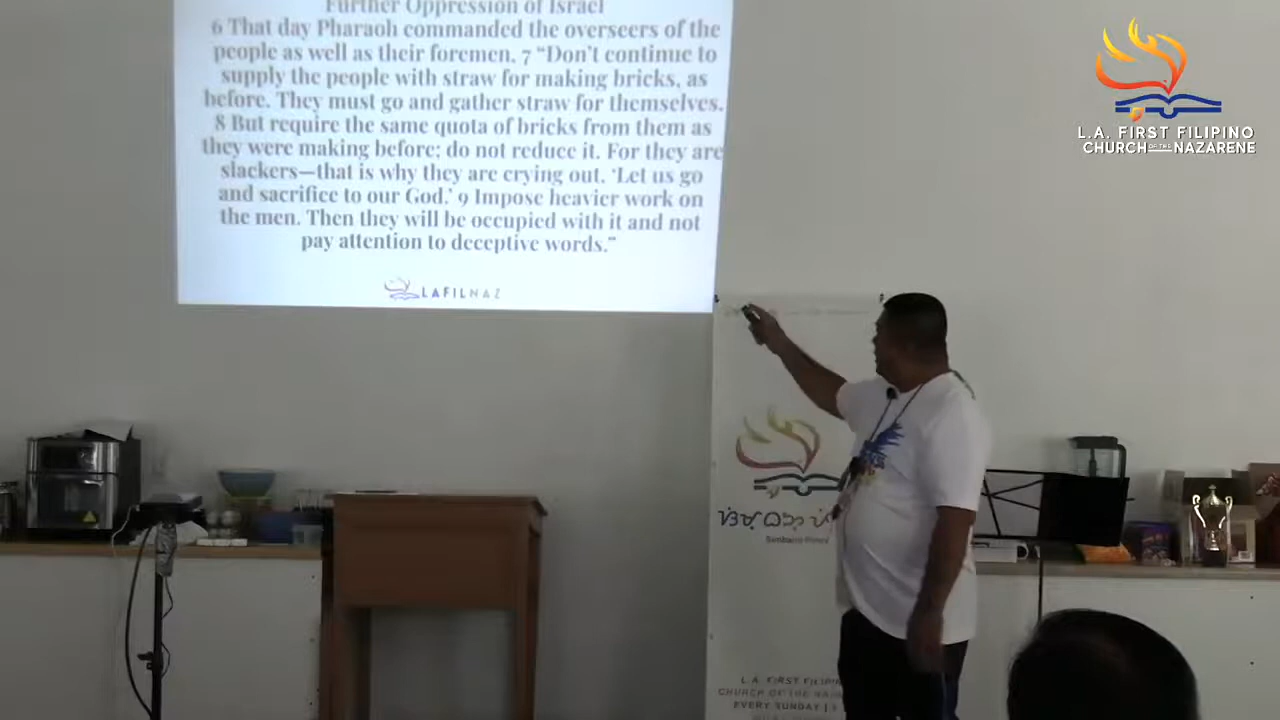 Further Oppression of Israel
6 That day Pharaoh commanded the overseers of the
people as well as their foremen, 7 “Don’t continue to
supply the people with straw for making bricks, as
before. They must go and gather straw for themselves.
8 But require the same quota of bricks from them as
they were making before; do not reduce it. For they are
slackers—that is why they are crying out, ‘Let us go
and sacrifice to our God.’ 9 Impose heavier work on
the men. Then they will be occupied with it and not
pay attention to deceptive words.”
LAFILNAZ
L.A. FIRST FILIPINO
CHURCH OF THE NAZARENE
L.A. FIRST
CHURCH OF THE
EVERY SUNDAY |